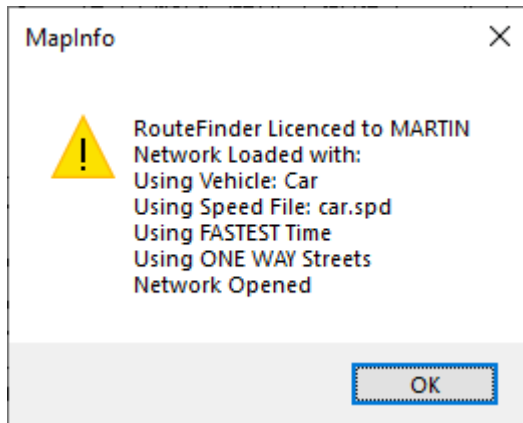 MapInfo
RouteFinder Licenced to MARTIN
Network Loaded with:
Using Vehicle: Car
Using Speed File: car.spd
Using FASTEST Time
Using ONE WAY Streets
Network Opened
OK